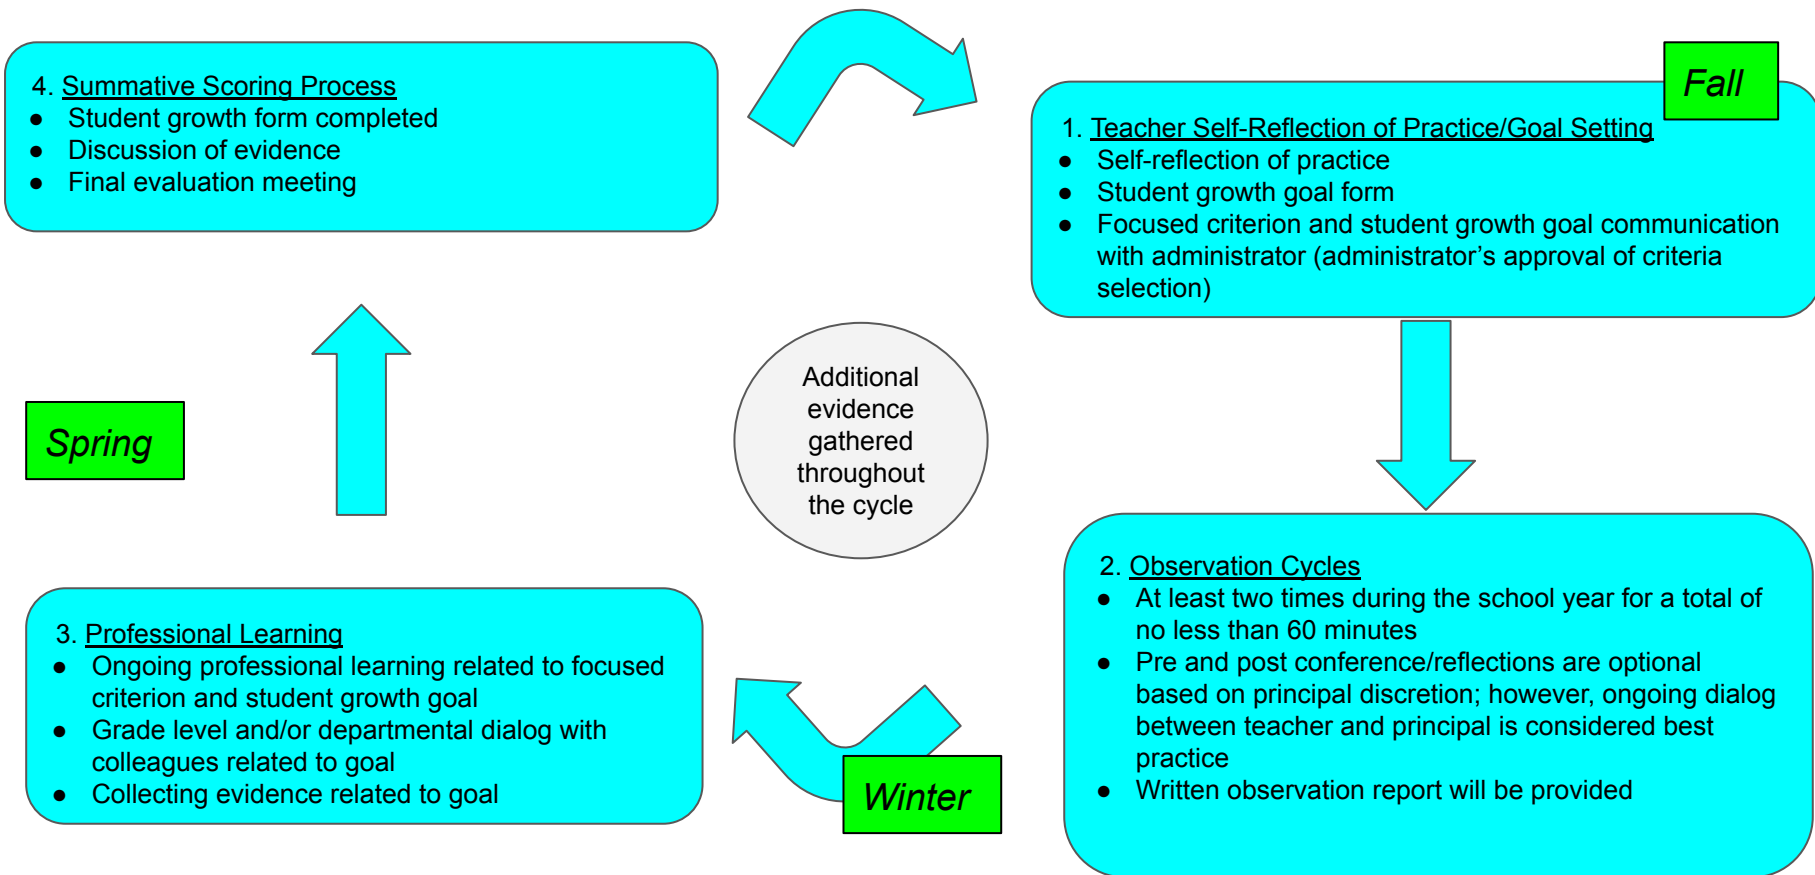 Fall
1. Teacher Self-Reflection of Practice/Goal Setting
● Self-reflection of practice
● Student growth goal form
● Focused criterion and student growth goal communication
with administrator (administrator’s approval of criteria
selection)
2. Observation Cycles
● At least two times during the school year for a total of
no less than 60 minutes
● Pre and post conference/reflections are optional
based on principal discretion; however, ongoing dialog
between teacher and principal is considered best
practice
● Written observation report will be provided
Winter
3. Professional Learning
● Ongoing professional learning related to focused
criterion and student growth goal
● Grade level and/or departmental dialog with
colleagues related to goal
● Collecting evidence related to goal
Spring
4. Summative Scoring Process
● Student growth form completed
● Discussion of evidence
● Final evaluation meeting
Additional
evidence
gathered
throughout
the cycle